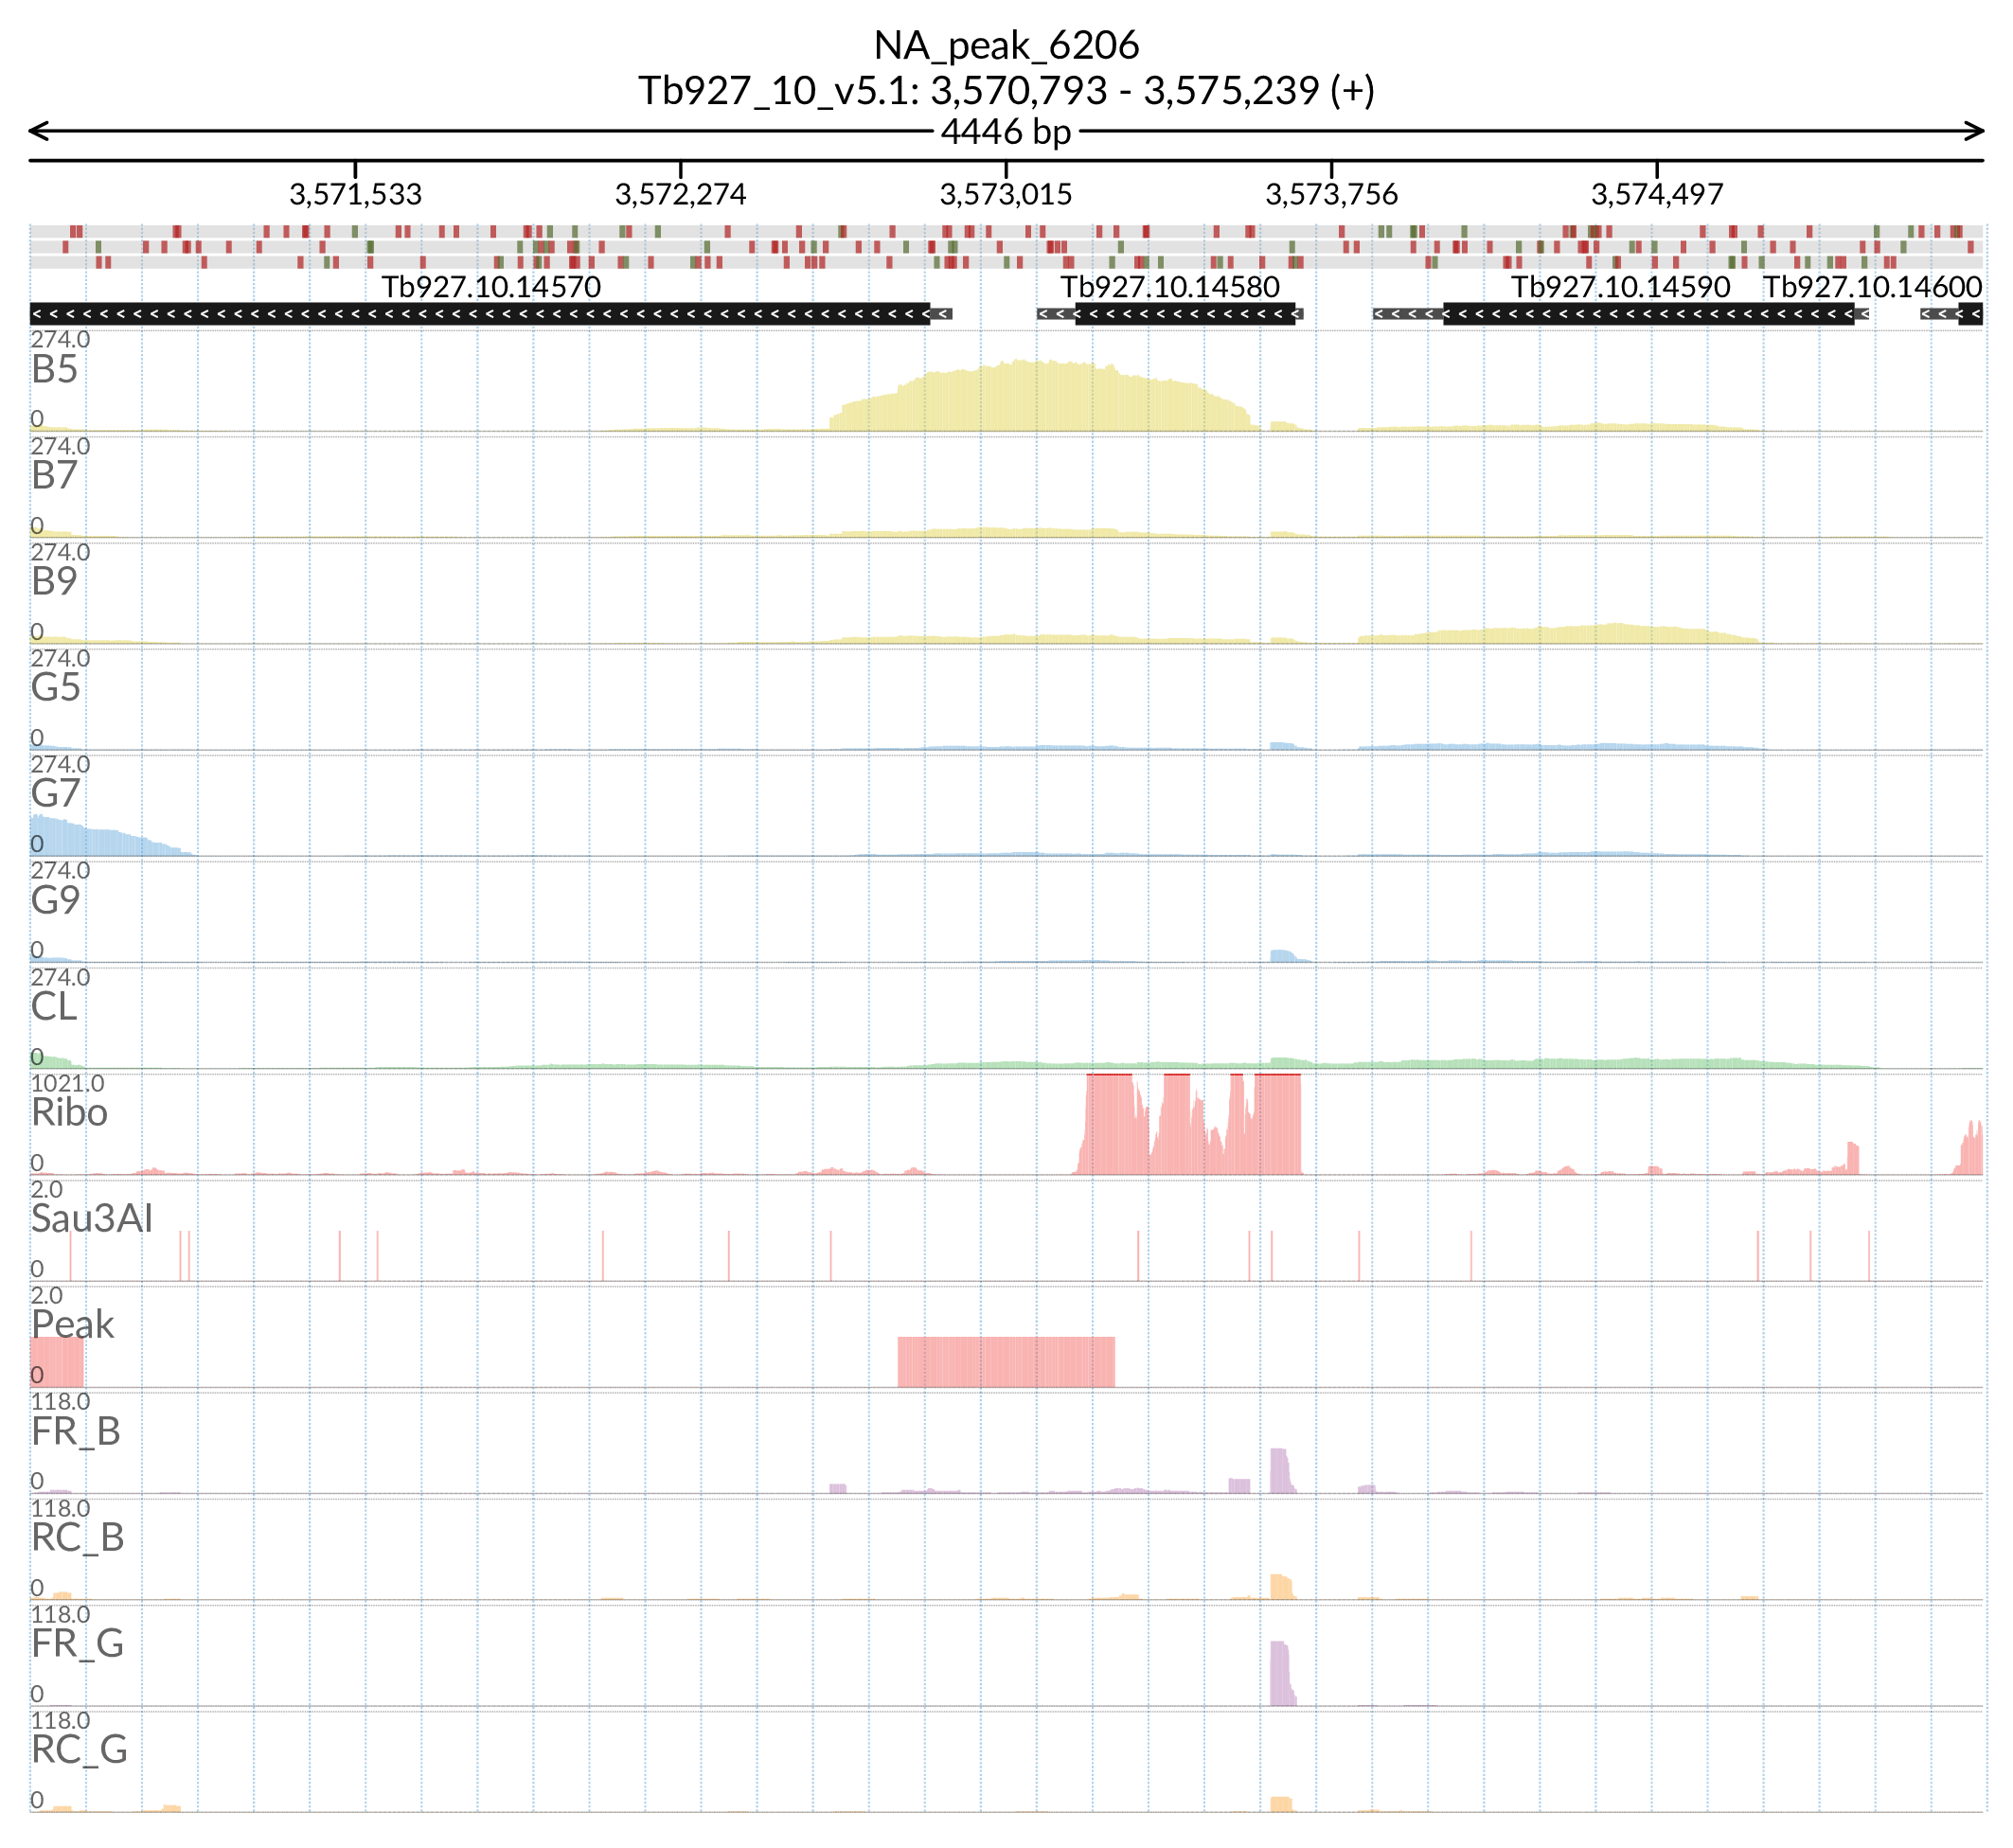 NA_peak_6206
Tb927_10_v5.1: 3,570,793 - 3,575,239 (+)
4446 bp
3,571,533 3,572,274 3,573,015 3,573,756 3,574,497
Tb927.10.14570 Tb927.10.14580 Tb927.10.14590 Tb927.10.14600
274.0
B5
0
274.0
B7
0
274.0
B9
0
274.0
G5
0
274.0
G7
0
274.0
G9
0
274.0
CL
0
1021.0
Ribo
0
2.0
Sau3AI
0
2.0
Peak
0
118.0
FR_B
0
118.0
RC_B
0
118.0
FR_G
0
118.0
RC_G
0